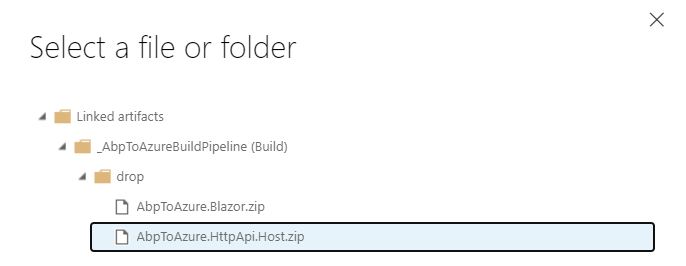 Select a file or folder
Linked artifacts
_AbpToAzureBuildPipeline (Build)
drop
AbpToAzure.Blazor.zip
AbpToAzure.HttpApi.Host.zip